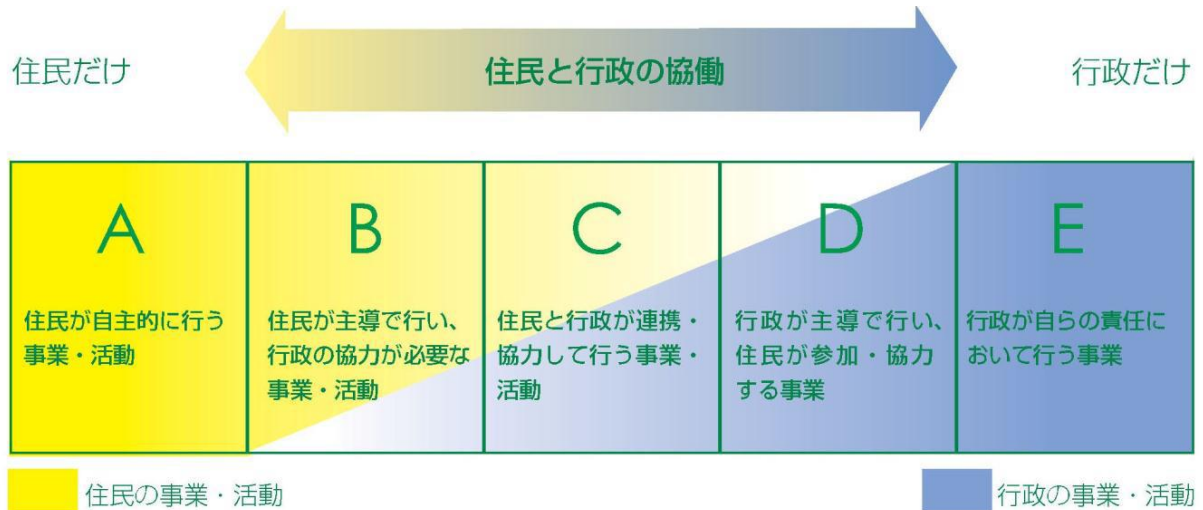 住民だけ
住民と行政の協働
行政だけ
A
住民が自主的に行う
事業・活動
B
住民が主導で行い、
行政の協力が必要な
事業・活動
C
住民と行政が連携・
協力して行う事業・
活動
D
行政が主導で行い、
住民が参加・協力
する事業
E
行政が自らの責任に
おいて行う事業
住民の事業・活動
行政の事業・活動